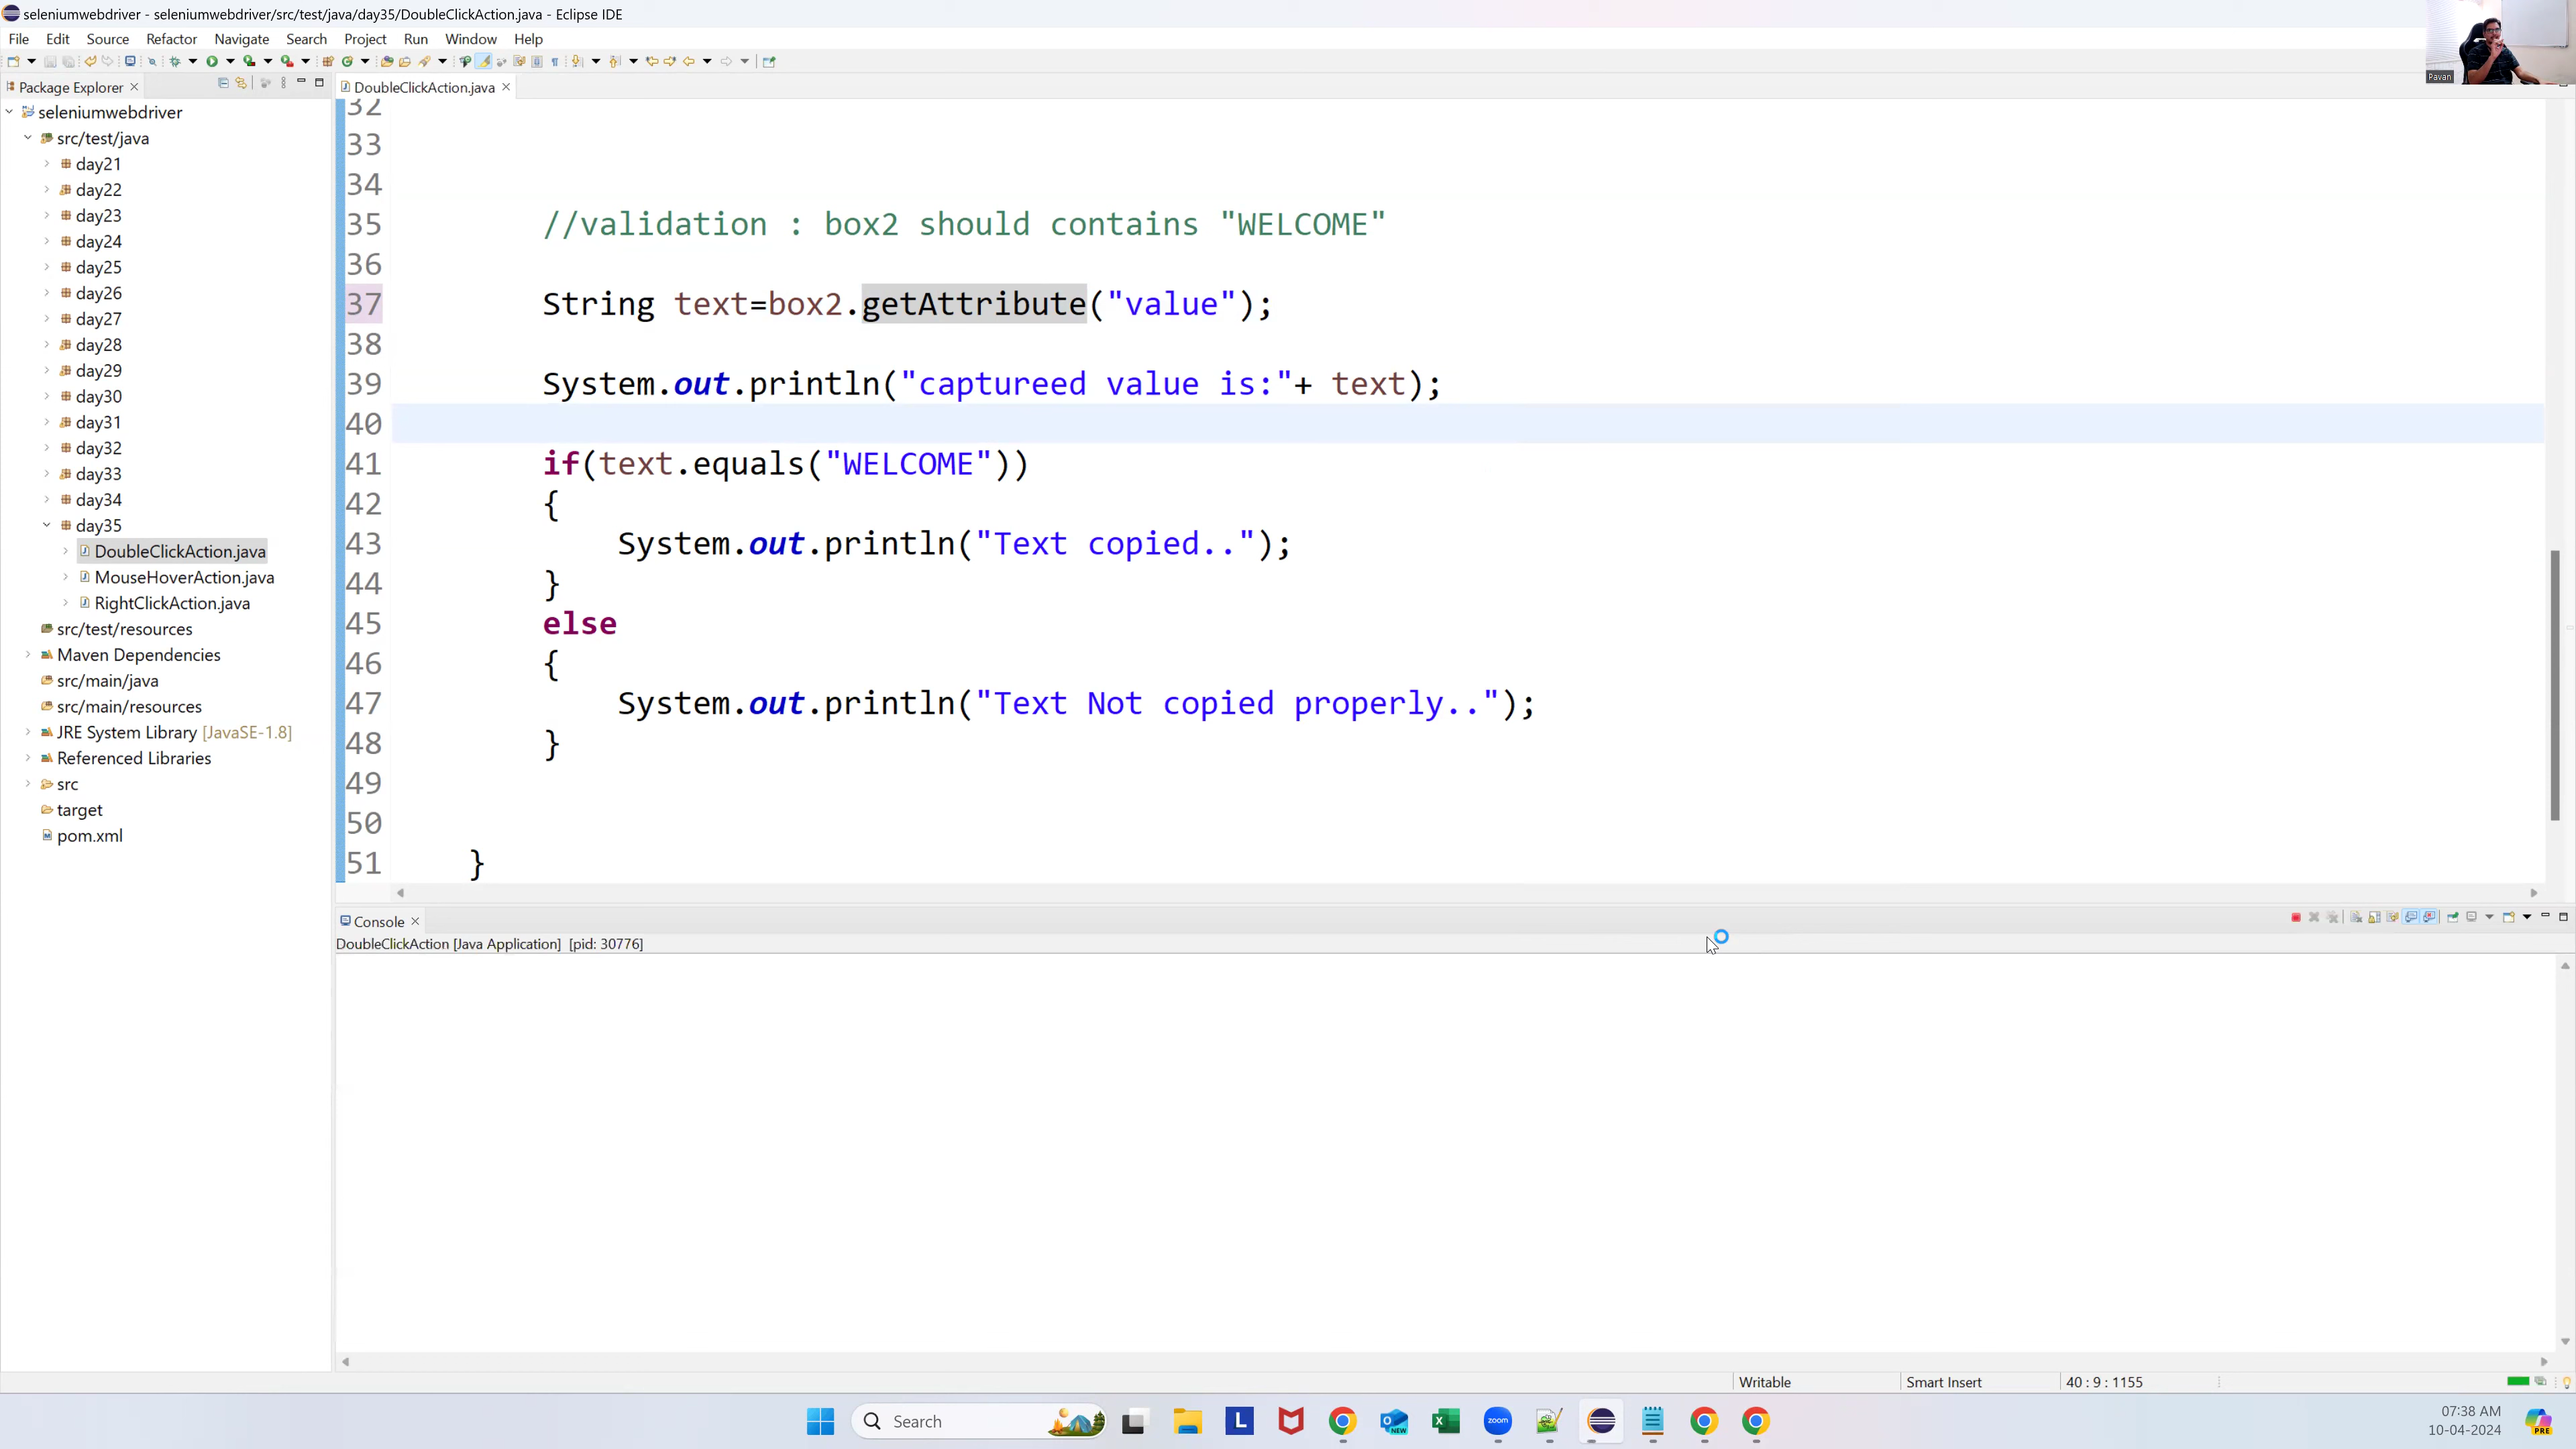 seleniumwebdriver - seleniumwebdriver/src/test/java/day35/DoubleClickAction.java - Eclipse IDE
File Edit Source Refactor Navigate Search Project Run Window Help
Pavan
Package Explorer
DoubleClickAction.java
seleniumwebdriver
src/test/java
day21
day22
day23
day24
day25
day26
day27
day28
day29
day30
day31
day32
day33
day34
day35
DoubleClickAction.java
MouseHoverAction.java
RightClickAction.java
src/test/resources
Maven Dependencies
src/main/java
src/main/resources
JRE System Library [JavaSE-1.8]
Referenced Libraries
src
target
pom.xml
32
33
34
35 //validation : box2 should contains "WELCOME"
36
37 String text=box2.getAttribute("value");
38
39 System.out.println("captureed value is:"+ text);
40
41 if(text.equals("WELCOME"))
42 {
43 System.out.println("Text copied..");
44 }
45 else
46 {
47 System.out.println("Text Not copied properly..");
48 }
49
50
51 }
Console
DoubleClickAction [Java Application] [pid: 30776]
Writable Smart Insert 40 : 9 : 1155
Search
L
NEW
zoom
07:38 AM
10-04-2024
PRE